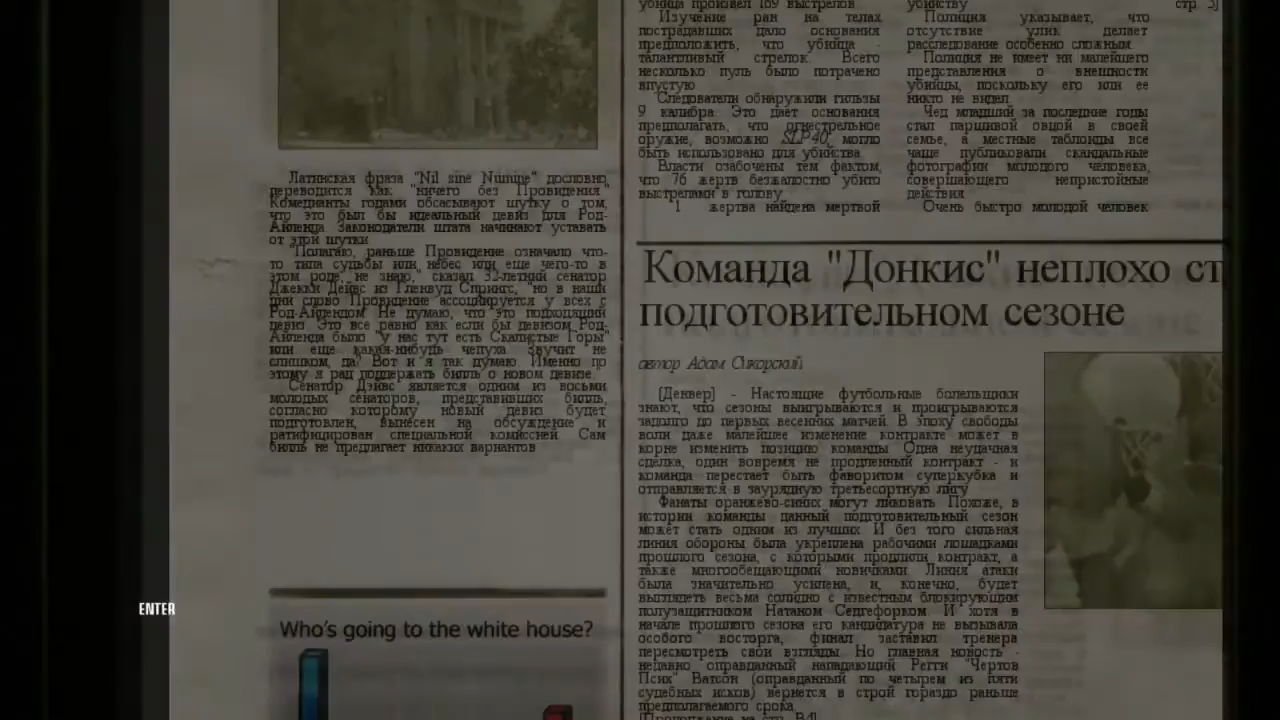 убийца произвел 169 выстрелов
Изучение ран на телах
пострадавших дало основания
предположить, что убийца -
талантливый стрелок. Всего
несколько пуль было потрачено
впустую
Следователи обнаружили гильзы
9 калибра. Это дает основания
предполагать, что огнестрельное
оружие, возможно SLP40, могло
быть использовано для убийства.
Власти озабочены тем фактом,
что 76 жертв безжалостно убито
выстрелами в голову
1 жертва найдена мертвой
убийству
стр. 3]
Полиция указывает, что
отсутствие улик делает
расследование особенно сложным.
Полиция не имеет ни малейшего
представления о внешности
убийцы, поскольку его или ее
никто не видел.
Чед младший за последние годы
стал паршивой овцой в своей
семье, а местные таблоиды все
чаще публиковали скандальные
фотографии молодого человека,
совершающего непристойные
действия.
Очень быстро молодой человек
Латинская фраза "Nil sine Numine" дословно
переводится как "ничего без Провидения."
Комедианты годами обсасывают шутку о том,
что это был бы идеальный девиз для Род-
Айленда. Законодатели штата начинают уставать
от этой шутки.
"Полагаю, раньше Провидение означало что-
то типа судьбы или небес или еще чего-то в
этом роде, не знаю," сказал 32-летний сенатор
Джекки Дейвс из Гленвуд Спрингс, "но в наши
дни слово Провидение ассоциируется у всех с
Род-Айлендом. Не думаю, что это подходящий
девиз. Это все равно как если бы девизом Род-
Айленда было "у нас тут есть Скалистые Горы"
или еще какая-нибудь чепуха. Звучит не
слишком, да? Вот и я так думаю. Именно по
этому я рад поддержать билль о новом девизе."
Сенатор Дэйвс является одним из восьми
молодых сенаторов, представивших билль,
согласно которому новый девиз будет
подготовлен, вынесен на обсуждение и
ратифицирован специальной комиссией. Сам
билль не предлагает никаких вариантов.
Команда "Донкис" неплохо ст
подготовительном сезоне
автор Адам Сикорский
[Денвер] - Настоящие футбольные болельщики
знают, что сезоны выигрываются и проигрываются
задолго до первых весенних матчей. В эпоху свободы
воли даже малейшее изменение контракте может в
корне изменить позицию команды. Одна неудачная
сделка, один вовремя не продленный контракт - и
команда перестает быть фаворитом суперкубка и
отправляется в заурядную третьесортную лигу.
Фанаты оранжево-синих могут ликовать. Похоже, в
истории команды данный подготовительный сезон
может стать одним из лучших. И без того сильная
линия обороны была укреплена рабочими лошадками
прошлого сезона, с которыми продлили контракт, а
также многообещающими новичками. Линия атаки
была значительно усилена, и, конечно, будет
выглядеть весьма солидно с известным блокирующим
полузащитником Натаном Седгефорком. И хотя в
начале прошлого сезона его кандидатура не вызывала
особого восторга, финал заставил тренера
пересмотреть свои взгляды. Но главная новость -
недавно оправданный нападающий Регги "Чертов
Псих" Ватсон (оправданный по четырем из пяти
судебных исков) вернется в строй гораздо раньше
предполагаемого срока.
[Продолжение на стр. B4]
ENTER
Who's going to the white house?